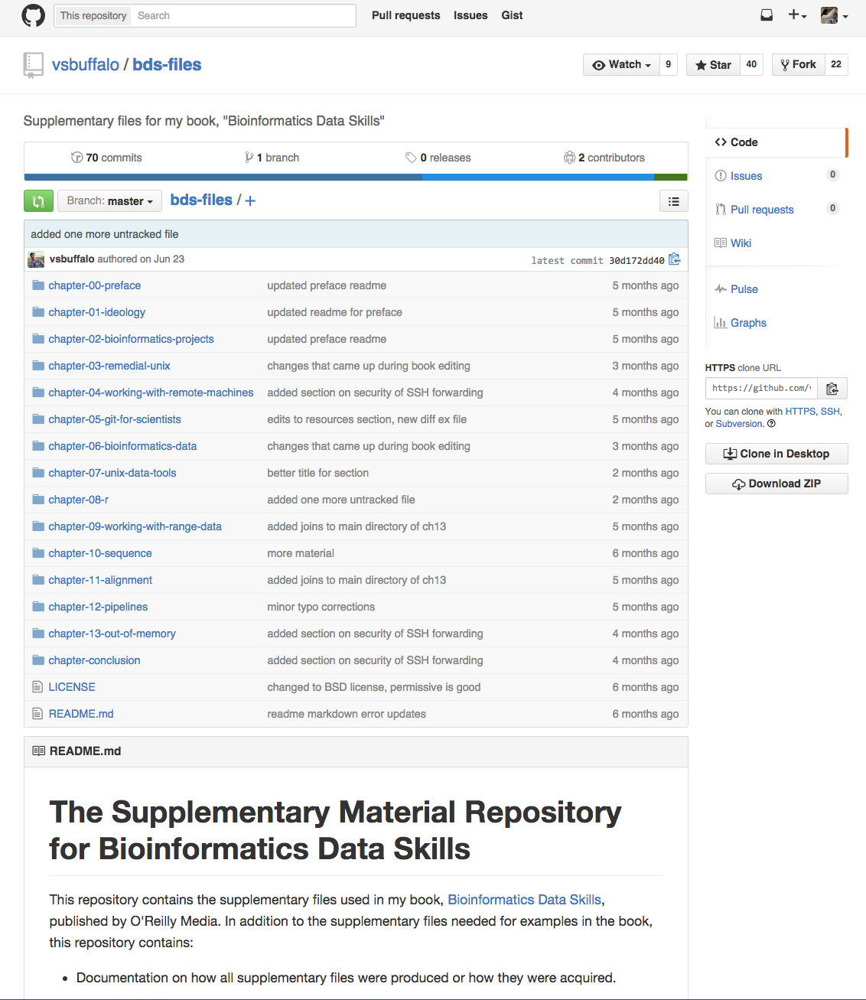 This repository Search Pull requests Issues Gist
vsbuffalo / bds-files Watch 9 Star 40 Fork 22
Supplementary files for my book, "Bioinformatics Data Skills"
70 commits 1 branch 0 releases 2 contributors
Branch: master bds-files / +
added one more untracked file
vsbuffalo authored on Jun 23 latest commit 30d172dd40
chapter-00-preface updated preface readme 5 months ago
chapter-01-ideology updated readme for preface 5 months ago
chapter-02-bioinformatics-projects updated preface readme 5 months ago
chapter-03-remedial-unix changes that came up during book editing 3 months ago
chapter-04-working-with-remote-machines added section on security of SSH forwarding 4 months ago
chapter-05-git-for-scientists edits to resources section, new diff ex file 5 months ago
chapter-06-bioinformatics-data changes that came up during book editing 3 months ago
chapter-07-unix-data-tools better title for section 2 months ago
chapter-08-r added one more untracked file 2 months ago
chapter-09-working-with-range-data added joins to main directory of ch13 5 months ago
chapter-10-sequence more material 6 months ago
chapter-11-alignment added joins to main directory of ch13 5 months ago
chapter-12-pipelines minor typo corrections 5 months ago
chapter-13-out-of-memory added section on security of SSH forwarding 4 months ago
chapter-conclusion added section on security of SSH forwarding 4 months ago
LICENSE changed to BSD license, permissive is good 6 months ago
README.md readme markdown error updates 6 months ago
Code
Issues 0
Pull requests 0
Wiki
Pulse
Graphs
HTTPS clone URL
https://github.com/
You can clone with HTTPS, SSH,
or Subversion.
Clone in Desktop
Download ZIP
README.md
The Supplementary Material Repository
for Bioinformatics Data Skills
This repository contains the supplementary files used in my book, Bioinformatics Data Skills,
published by O'Reilly Media. In addition to the supplementary files needed for examples in the book,
this repository contains:
• Documentation on how all supplementary files were produced or how they were acquired.